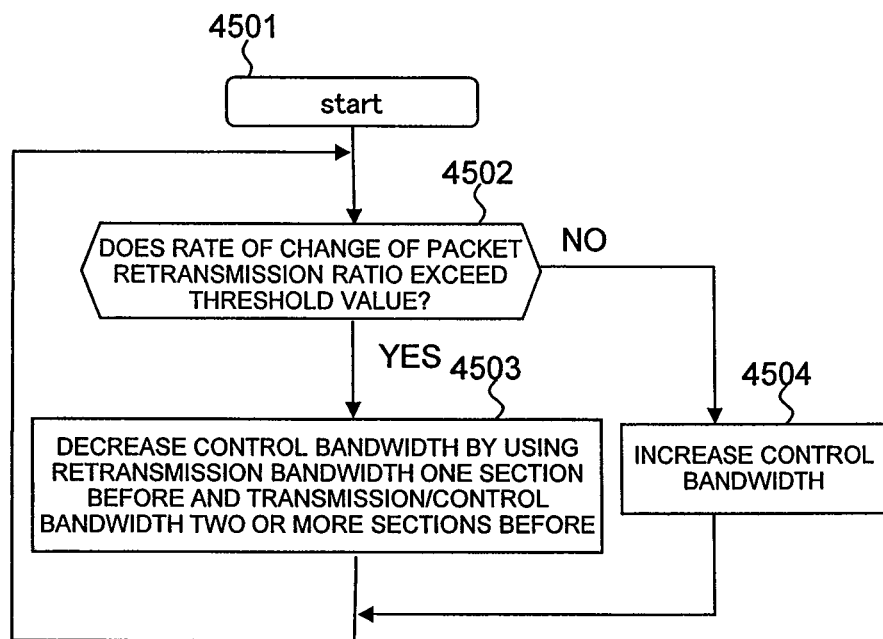 4501
start
4502
DOES RATE OF CHANGE OF PACKET
RETRANSMISSION RATIO EXCEED
THRESHOLD VALUE?
NO
YES
4503
DECREASE CONTROL BANDWIDTH BY USING
RETRANSMISSION BANDWIDTH ONE SECTION
BEFORE AND TRANSMISSION/CONTROL
BANDWIDTH TWO OR MORE SECTIONS BEFORE
4504
INCREASE CONTROL
BANDWIDTH